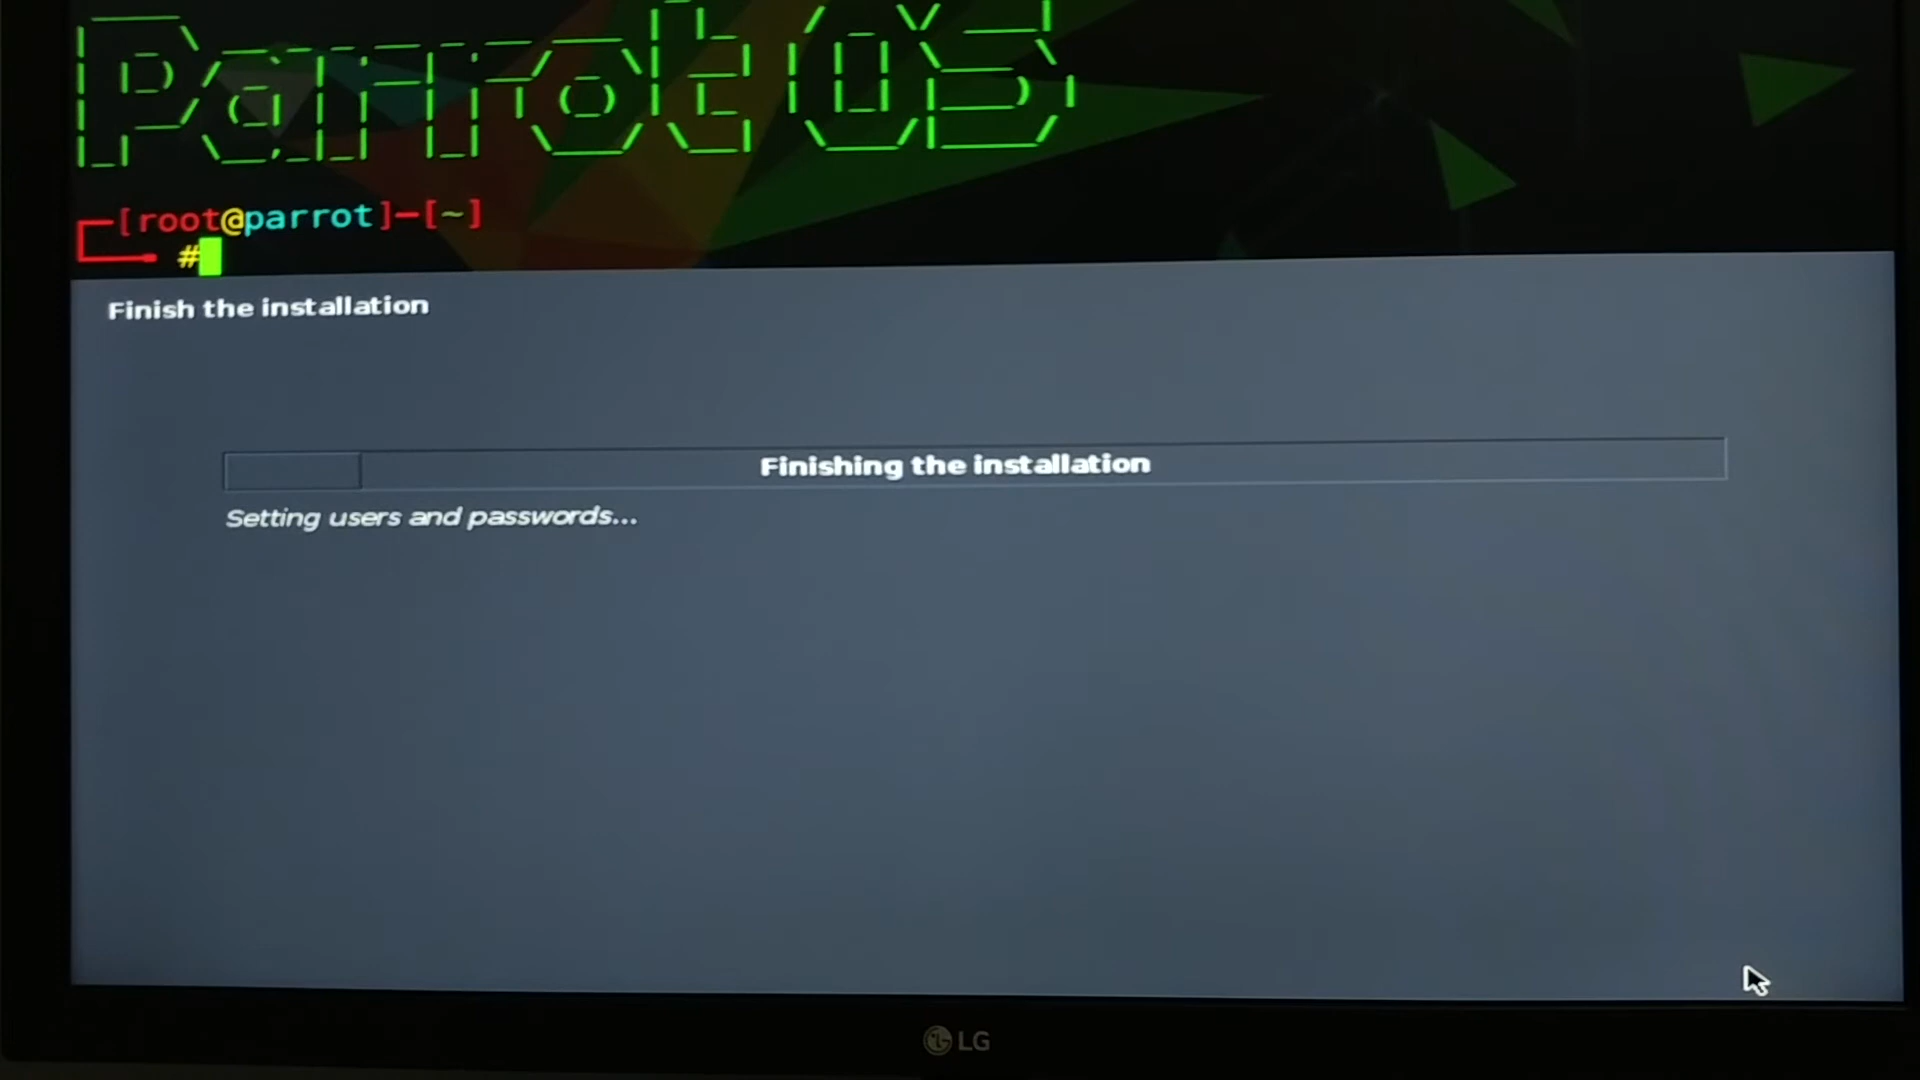 Parrot OS
[root@parrot]─[~]
#
Finish the installation
Finishing the installation
Setting users and passwords...
LG